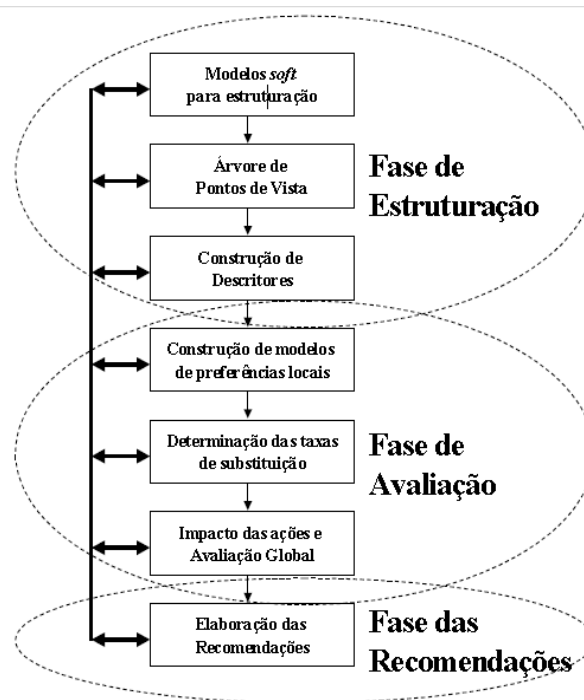 Modelos soft
para estruturação
Árvore de
Pontos de Vista
Fase de
Estruturação
Construção de
Descritores
Construção de modelos
de preferências locais
Determinação das taxas
de substituição
Fase de
Avaliação
Impacto das ações e
Avaliação Global
Elaboração das
Recomendações
Fase das
Recomendações